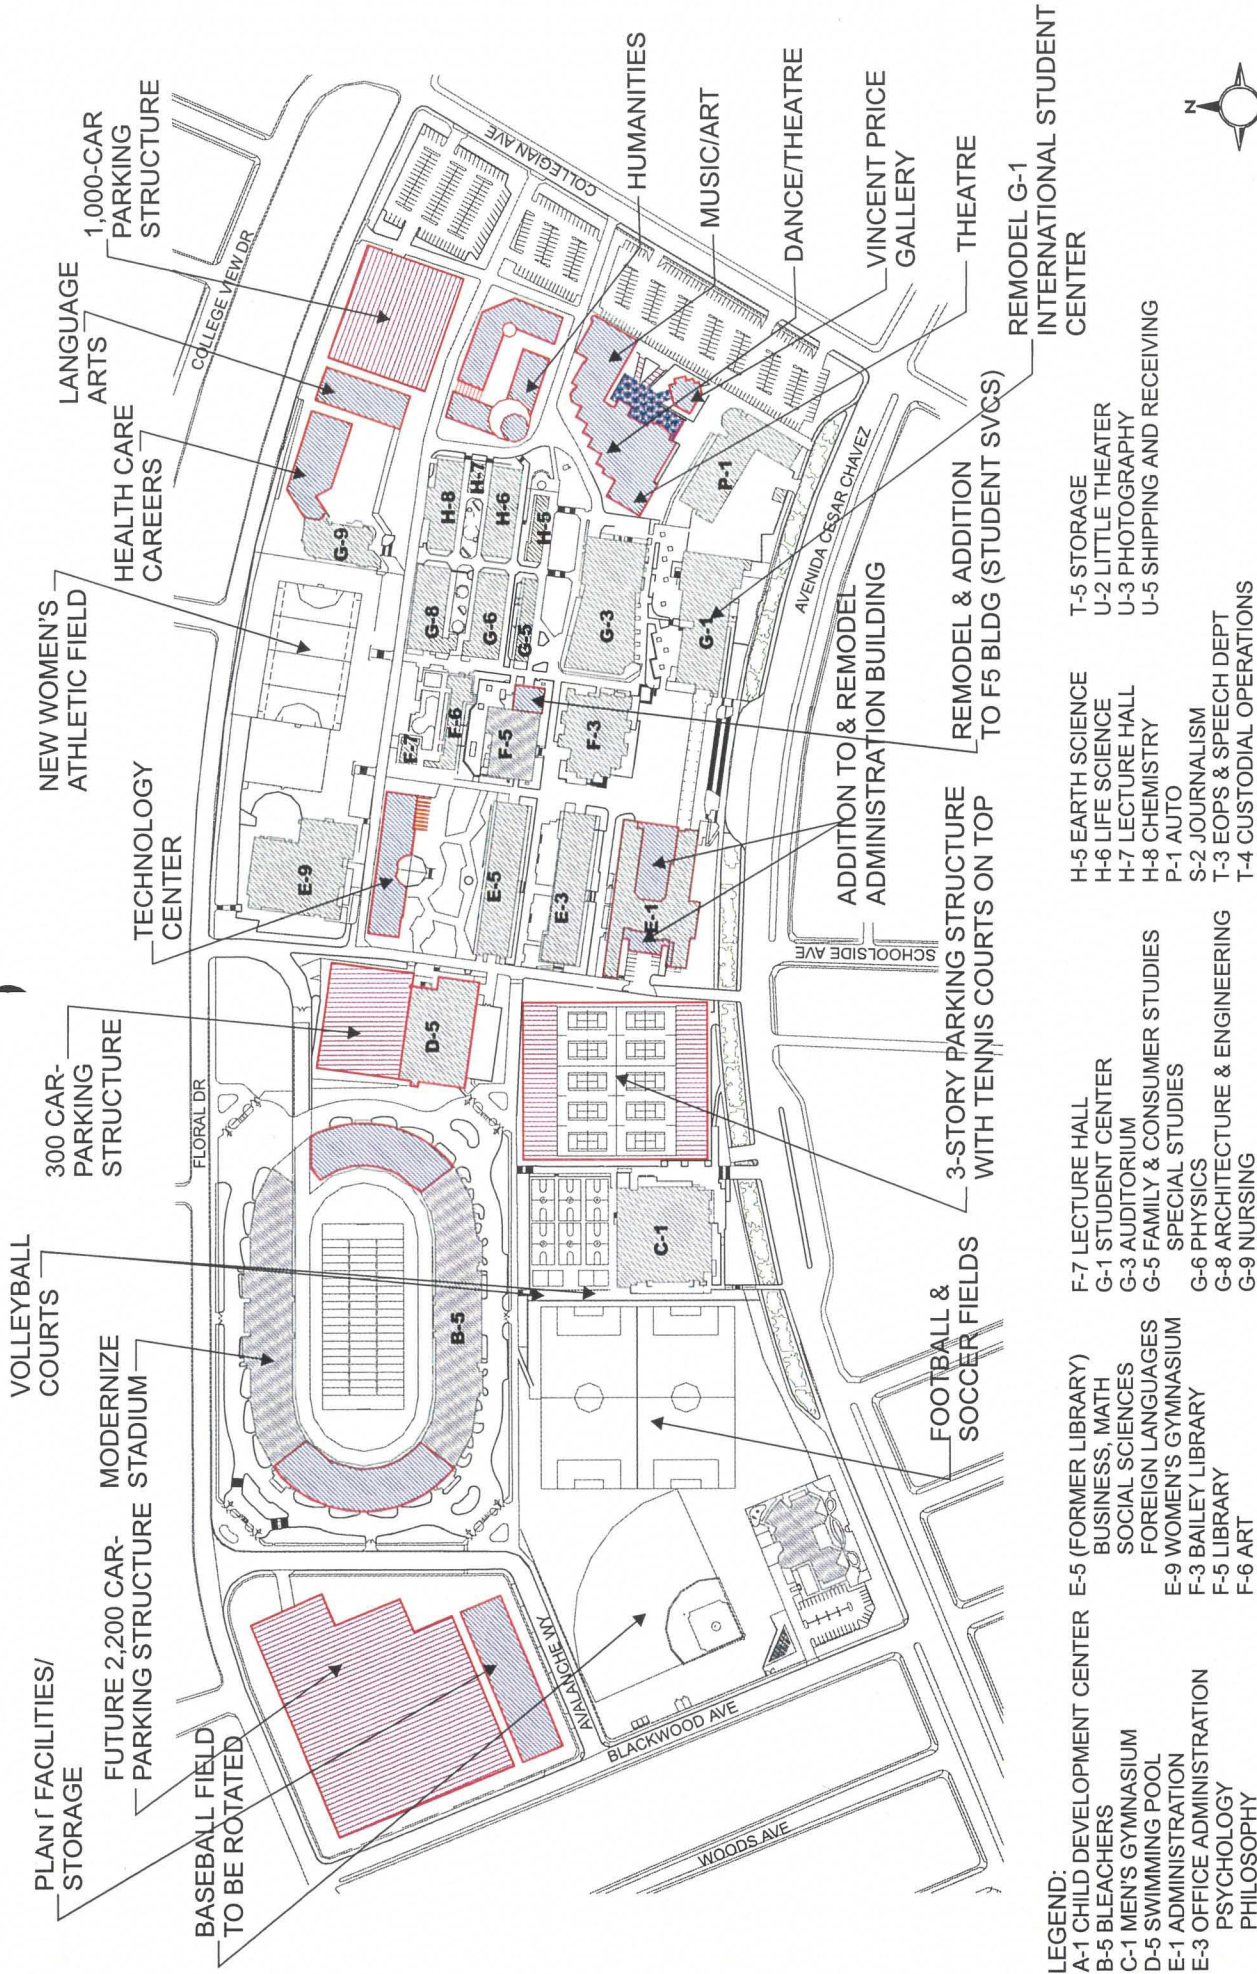 PLANT FACILITIES/
STORAGE
FUTURE 2,200 CAR-
PARKING STRUCTURE
BASEBALL FIELD
TO BE ROTATED
MODERNIZE
STADIUM
VOLLEYBALL
COURTS
300 CAR-
PARKING
STRUCTURE
TECHNOLOGY
CENTER
NEW WOMEN'S
ATHLETIC FIELD
HEALTH CARE
CAREERS
LANGUAGE
ARTS
1,000-CAR
PARKING
STRUCTURE
HUMANITIES
MUSIC/ART
DANCE/THEATRE
VINCENT PRICE
GALLERY
THEATRE
REMODEL G-1
INTERNATIONAL STUDENT
CENTER
REMODEL & ADDITION
TO F5 BLDG (STUDENT SVCS)
ADDITION TO & REMODEL
ADMINISTRATION BUILDING
3-STORY PARKING STRUCTURE
WITH TENNIS COURTS ON TOP
FOOTBALL &
SOCCER FIELDS
FLORAL DR
COLLEGE VIEW DR
COLLEGIAN AVE
AVENIDA CESAR CHAVEZ
SCHOOLSIDE AVE
AVALANCHE WY
BLACKWOOD AVE
WOODS AVE
B-5
C-1
D-5
E-9
E-5
E-3
E-1
F-7
F-6
F-5
F-3
G-9
G-8
G-6
G-5
G-3
G-1
H-8
H-7
H-6
H-5
P-1
N
LEGEND:
A-1 CHILD DEVELOPMENT CENTER
B-5 BLEACHERS
C-1 MEN'S GYMNASIUM
D-5 SWIMMING POOL
E-1 ADMINISTRATION
E-3 OFFICE ADMINISTRATION
PSYCHOLOGY
PHILOSOPHY
E-5 (FORMER LIBRARY)
BUSINESS, MATH
SOCIAL SCIENCES
FOREIGN LANGUAGES
E-9 WOMEN'S GYMNASIUM
F-3 BAILEY LIBRARY
F-5 LIBRARY
F-6 ART
F-7 LECTURE HALL
G-1 STUDENT CENTER
G-3 AUDITORIUM
G-5 FAMILY & CONSUMER STUDIES
SPECIAL STUDIES
G-6 PHYSICS
G-8 ARCHITECTURE & ENGINEERING
G-9 NURSING
H-5 EARTH SCIENCE
H-6 LIFE SCIENCE
H-7 LECTURE HALL
H-8 CHEMISTRY
P-1 AUTO
S-2 JOURNALISM
T-3 EOPS & SPEECH DEPT
T-4 CUSTODIAL OPERATIONS
T-5 STORAGE
U-2 LITTLE THEATER
U-3 PHOTOGRAPHY
U-5 SHIPPING AND RECEIVING